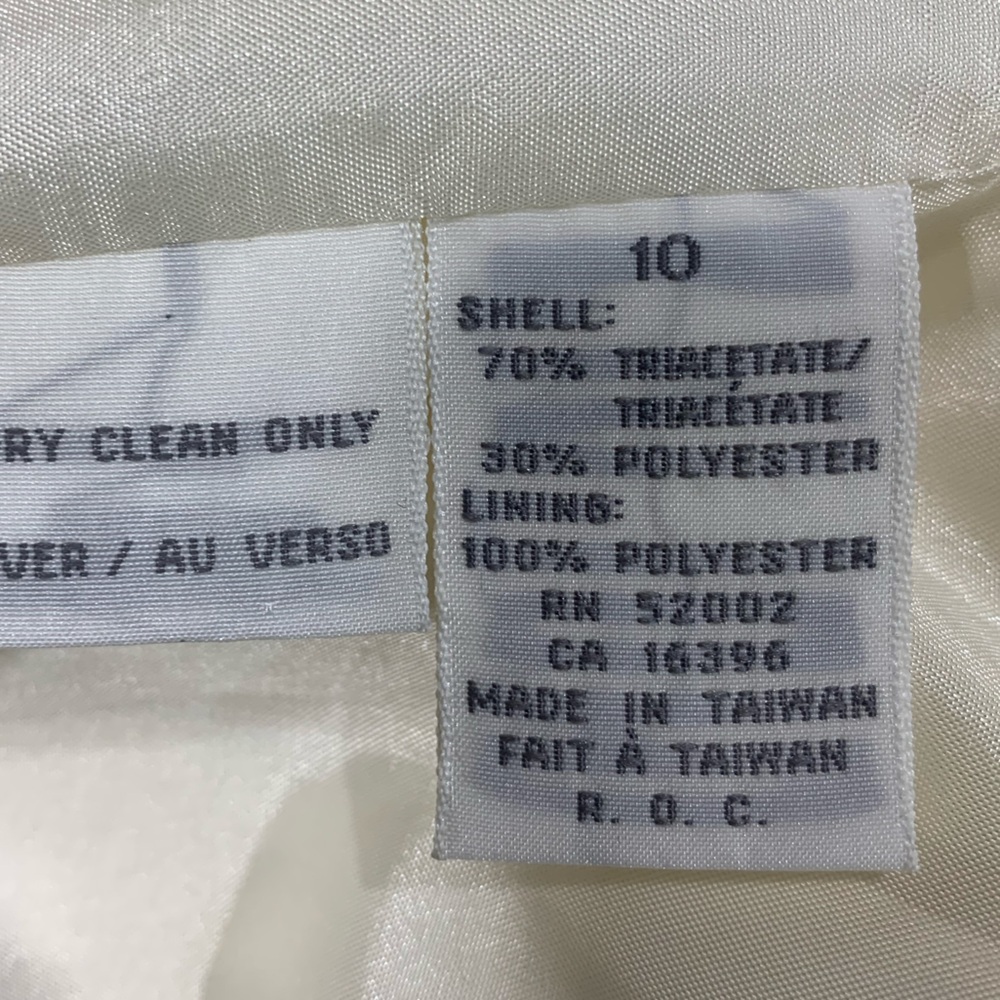 RY CLEAN ONLY
VER / AU VERSO
10
SHELL:
70% TRIACETATE/
TRIACÉTATE
30% POLYESTER
LINING:
100% POLYESTER
RN 52002
CA 16396
MADE IN TAIWAN
FAIT À TAIWAN
R. O. C.